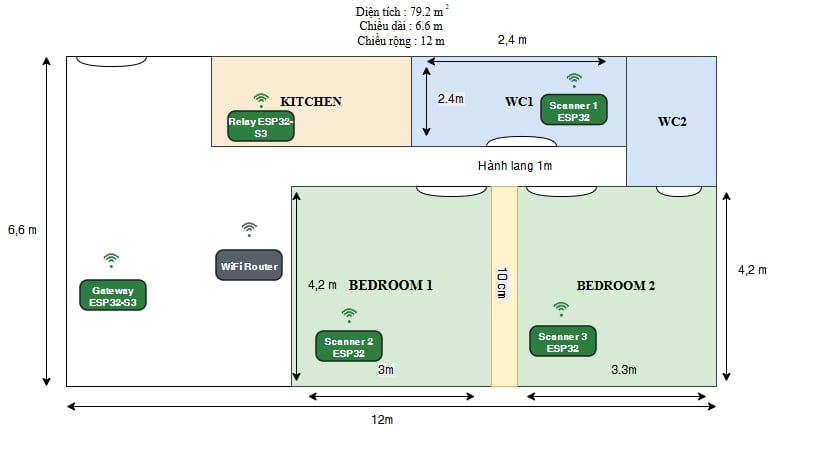 Diện tích : 79.2 m 2
Chiều dài : 6.6 m
Chiều rộng : 12 m
2,4 m
KITCHEN
Relay ESP32-
S3
2.4m
WC1
Scanner 1
ESP32
WC2
Hành lang 1m
6,6 m
WiFi Router
Gateway
ESP32-S3
4,2 m
BEDROOM 1
10 cm
BEDROOM 2
4,2 m
Scanner 2
ESP32
Scanner 3
ESP32
3m
3.3m
12m